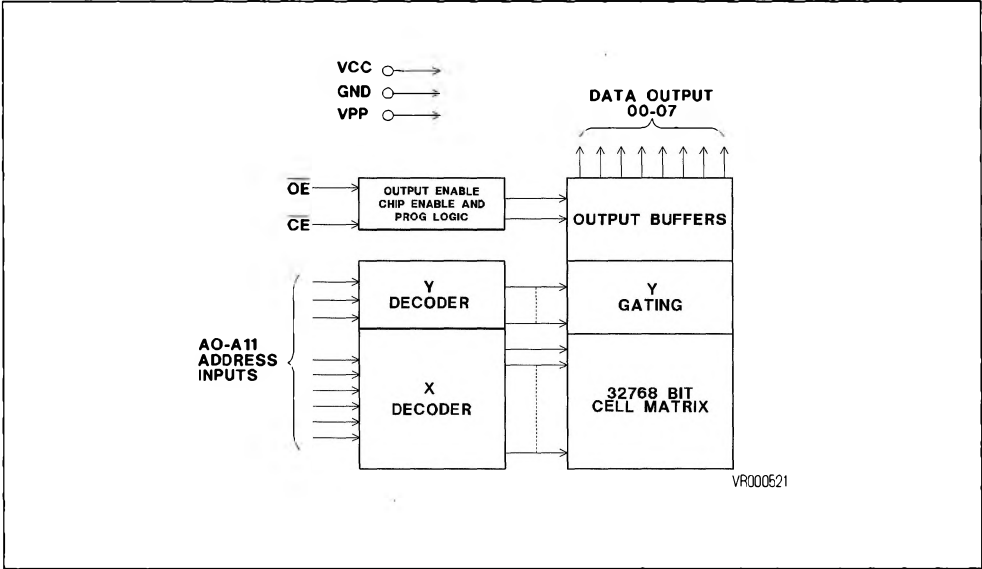 VCC
GND
VPP
DATA OUTPUT
00-07
OE
CE
OUTPUT ENABLE
CHIP ENABLE AND
PROG LOGIC
OUTPUT BUFFERS
Y
DECODER
Y
GATING
AO-A11
ADDRESS
INPUTS
X
DECODER
32768 BIT
CELL MATRIX
VR000521